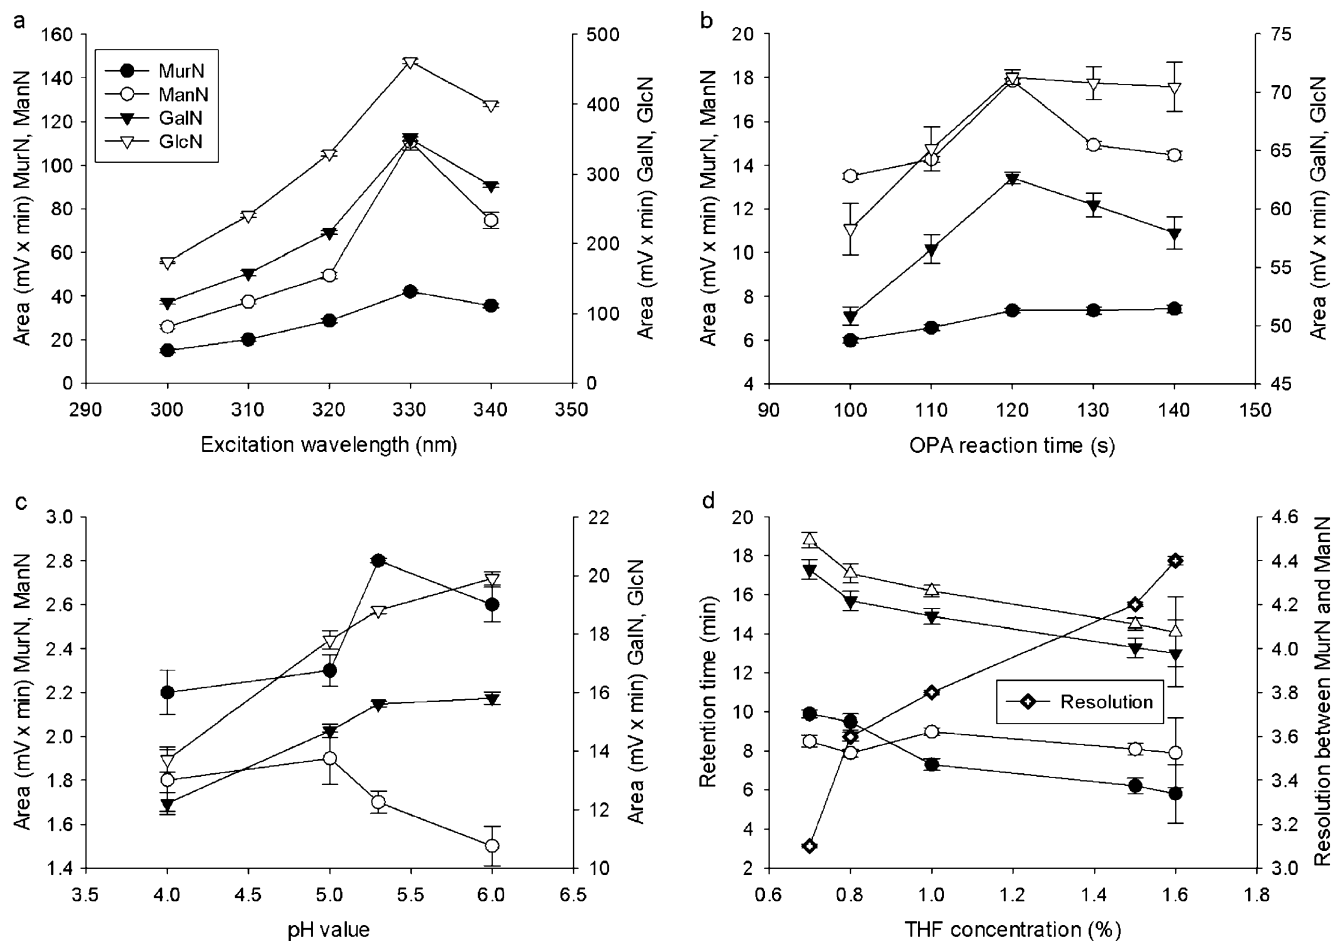 a
160
140
120
100
80
60
40
20
0
Area (mV x min) MurN, ManN
MurN
ManN
GalN
GlcN
500
400
300
200
100
0
Area (mV x min) GalN, GlcN
290 300 310 320 330 340 350
Excitation wavelength (nm)
b
20
18
16
14
12
10
8
6
4
Area (mV x min) MurN, ManN
75
70
65
60
55
50
45
Area (mV x min) GalN, GlcN
90 100 110 120 130 140 150
OPA reaction time (s)
c
3.0
2.8
2.6
2.4
2.2
2.0
1.8
1.6
1.4
Area (mV x min) MurN, ManN
22
20
18
16
14
12
10
Area (mV x min) GalN, GlcN
3.5 4.0 4.5 5.0 5.5 6.0 6.5
pH value
d
20
18
16
14
12
10
8
6
4
2
Retention time (min)
Resolution
4.6
4.4
4.2
4.0
3.8
3.6
3.4
3.2
3.0
Resolution between MurN and ManN
0.6 0.8 1.0 1.2 1.4 1.6 1.8
THF concentration (%)